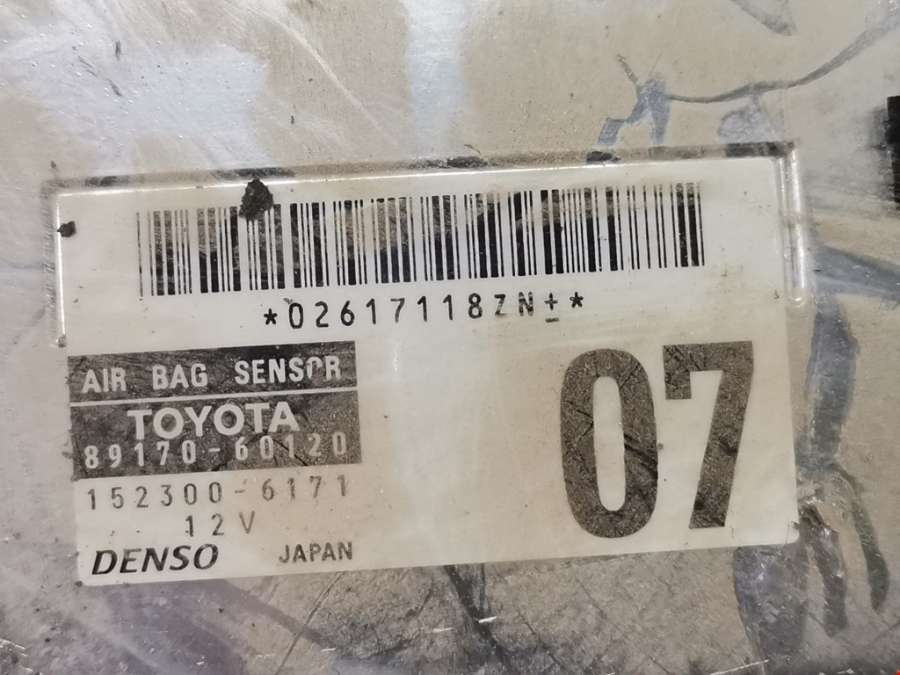 *02617118ZN±*
AIR BAG SENSOR
TOYOTA
89170-60120
152300-6171
12V
DENSO JAPAN
07